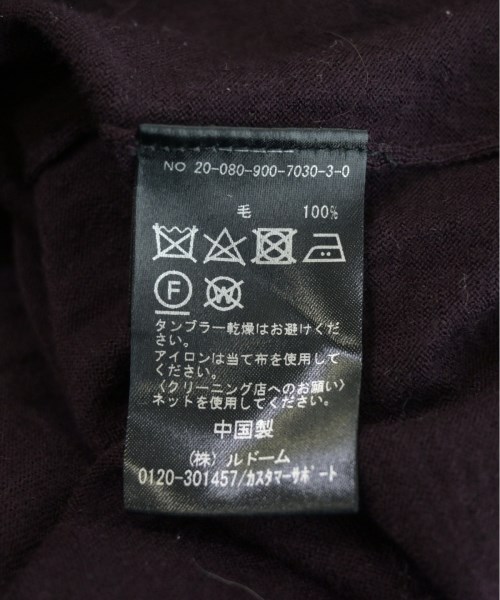 NO 20-080-900-7030-3-0
毛 100%
F W
タンブラー乾燥はお避けくだ
さい。
アイロンは当て布を使用して
ください。
〈クリーニング店へのお願い〉
ネットを使用してください。
中国製
(株) ルドーム
0120-301457/カスタマーサポート